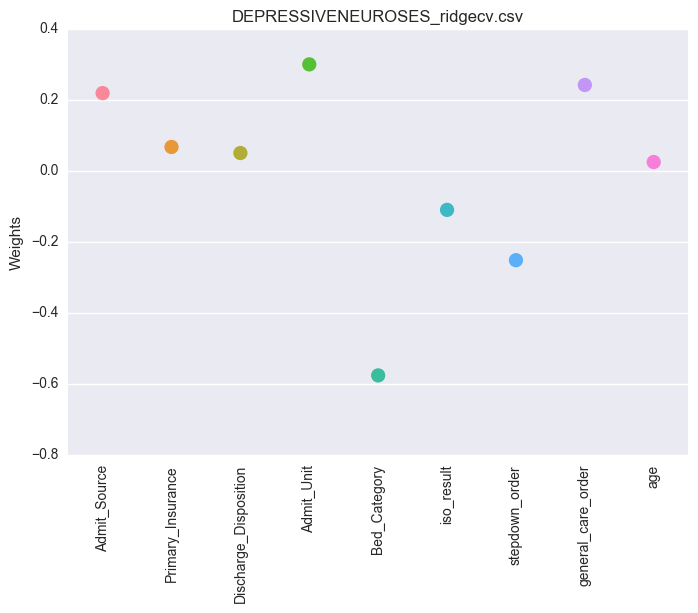 DEPRESSIVENEUROSES_ridgecv.csv
0.4
0.2
0.0
−0.2
−0.4
−0.6
−0.8
Weights
Admit_Source
Primary_Insurance
Discharge_Disposition
Admit_Unit
Bed_Category
iso_result
stepdown_order
general_care_order
age